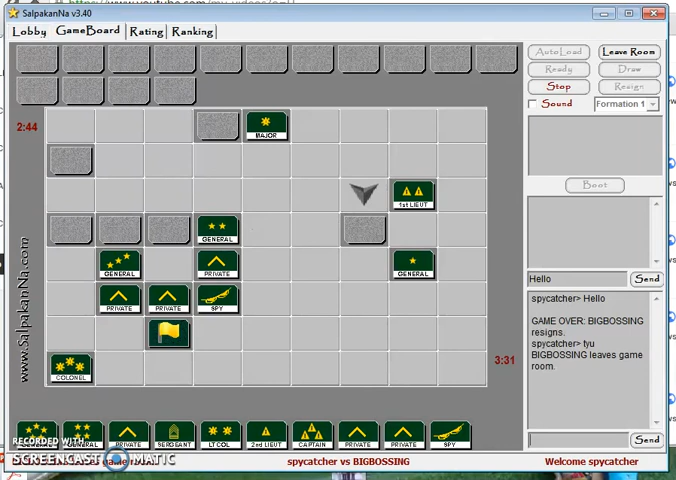 SalpakanNa v3.40
Lobby GameBoard Rating Ranking
AutoLoad Leave Room
Ready Draw
Stop Resign
Sound Formation 1
2:44
MAJOR
Boot
1st LIEUT
GENERAL
GENERAL PRIVATE GENERAL
Hello Send
PRIVATE PRIVATE SPY
spycatcher> Hello
GAME OVER: BIGBOSSING
resigns.
spycatcher> tyu
BIGBOSSING leaves game
room.
www.SalpakanNa.com
3:31
COLONEL
GENERAL GENERAL PRIVATE SERGEANT LTCOL 2nd LIEUT CAPTAIN PRIVATE PRIVATE SPY
Send
RECORDED WITH
SCREENCAST MATIC
spycatcher vs BIGBOSSING
Welcome spycatcher